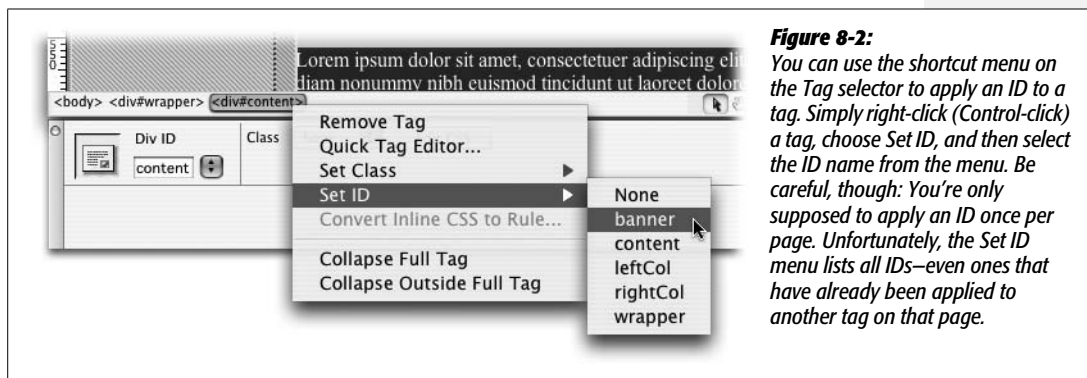 Lorem ipsum dolor sit amet, consectetuer adipiscing
diam nonummy nibh euismod tincidunt ut laoreet dolore
<body> <div#wrapper> <div#content>
Div ID
content
Class
Remove Tag
Quick Tag Editor...
Set Class
Set ID
Convert Inline CSS to Rule...
Collapse Full Tag
Collapse Outside Full Tag
None
banner
content
leftCol
rightCol
wrapper
Figure 8-2:
You can use the shortcut menu on
the Tag selector to apply an ID to a
tag. Simply right-click (Control-click)
a tag, choose Set ID, and then select
the ID name from the menu. Be
careful, though: You're only
supposed to apply an ID once per
page. Unfortunately, the Set ID
menu lists all IDs—even ones that
have already been applied to
another tag on that page.